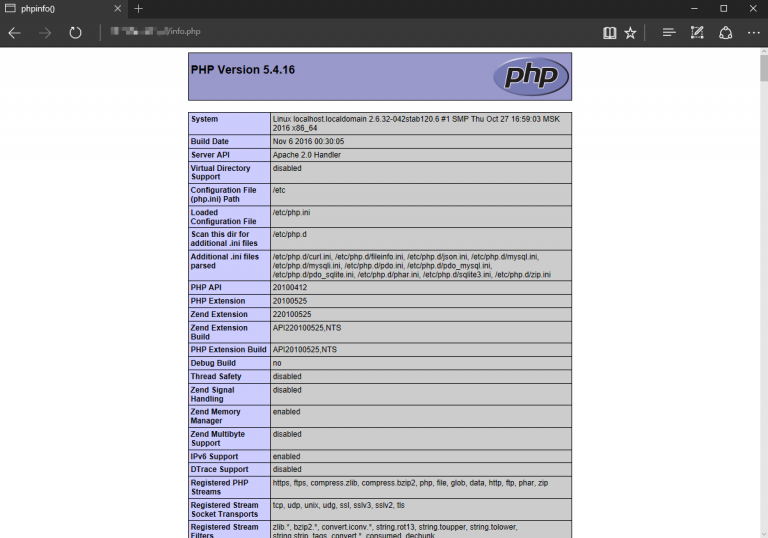 phpinfo()
/info.php
PHP Version 5.4.16
php
System
Linux localhost.localdomain 2.6.32-042stab120.6 #1 SMP Thu Oct 27 16:59:03 MSK
2016 x86_64
Build Date
Nov 6 2016 00:30:05
Server API
Apache 2.0 Handler
Virtual Directory
Support
disabled
Configuration File
(php.ini) Path
/etc
Loaded
Configuration File
/etc/php.ini
Scan this dir for
additional .ini files
/etc/php.d
Additional .ini files
parsed
/etc/php.d/curl.ini, /etc/php.d/fileinfo.ini, /etc/php.d/json.ini, /etc/php.d/mysql.ini,
/etc/php.d/mysqli.ini, /etc/php.d/pdo.ini, /etc/php.d/pdo_mysql.ini,
/etc/php.d/pdo_sqlite.ini, /etc/php.d/phar.ini, /etc/php.d/sqlite3.ini, /etc/php.d/zip.ini
PHP API
20100412
PHP Extension
20100525
Zend Extension
220100525
Zend Extension
Build
API220100525,NTS
PHP Extension Build
API20100525,NTS
Debug Build
no
Thread Safety
disabled
Zend Signal
Handling
disabled
Zend Memory
Manager
enabled
Zend Multibyte
Support
disabled
IPv6 Support
enabled
DTrace Support
disabled
Registered PHP
Streams
https, ftps, compress.zlib, compress.bzip2, php, file, glob, data, http, ftp, phar, zip
Registered Stream
Socket Transports
tcp, udp, unix, udg, ssl, sslv3, sslv2, tls
Registered Stream
Filters
zlib.*, bzip2.*, convert.iconv.*, string.rot13, string.toupper, string.tolower,
string.strip_tags, convert.*, consumed, dechunk